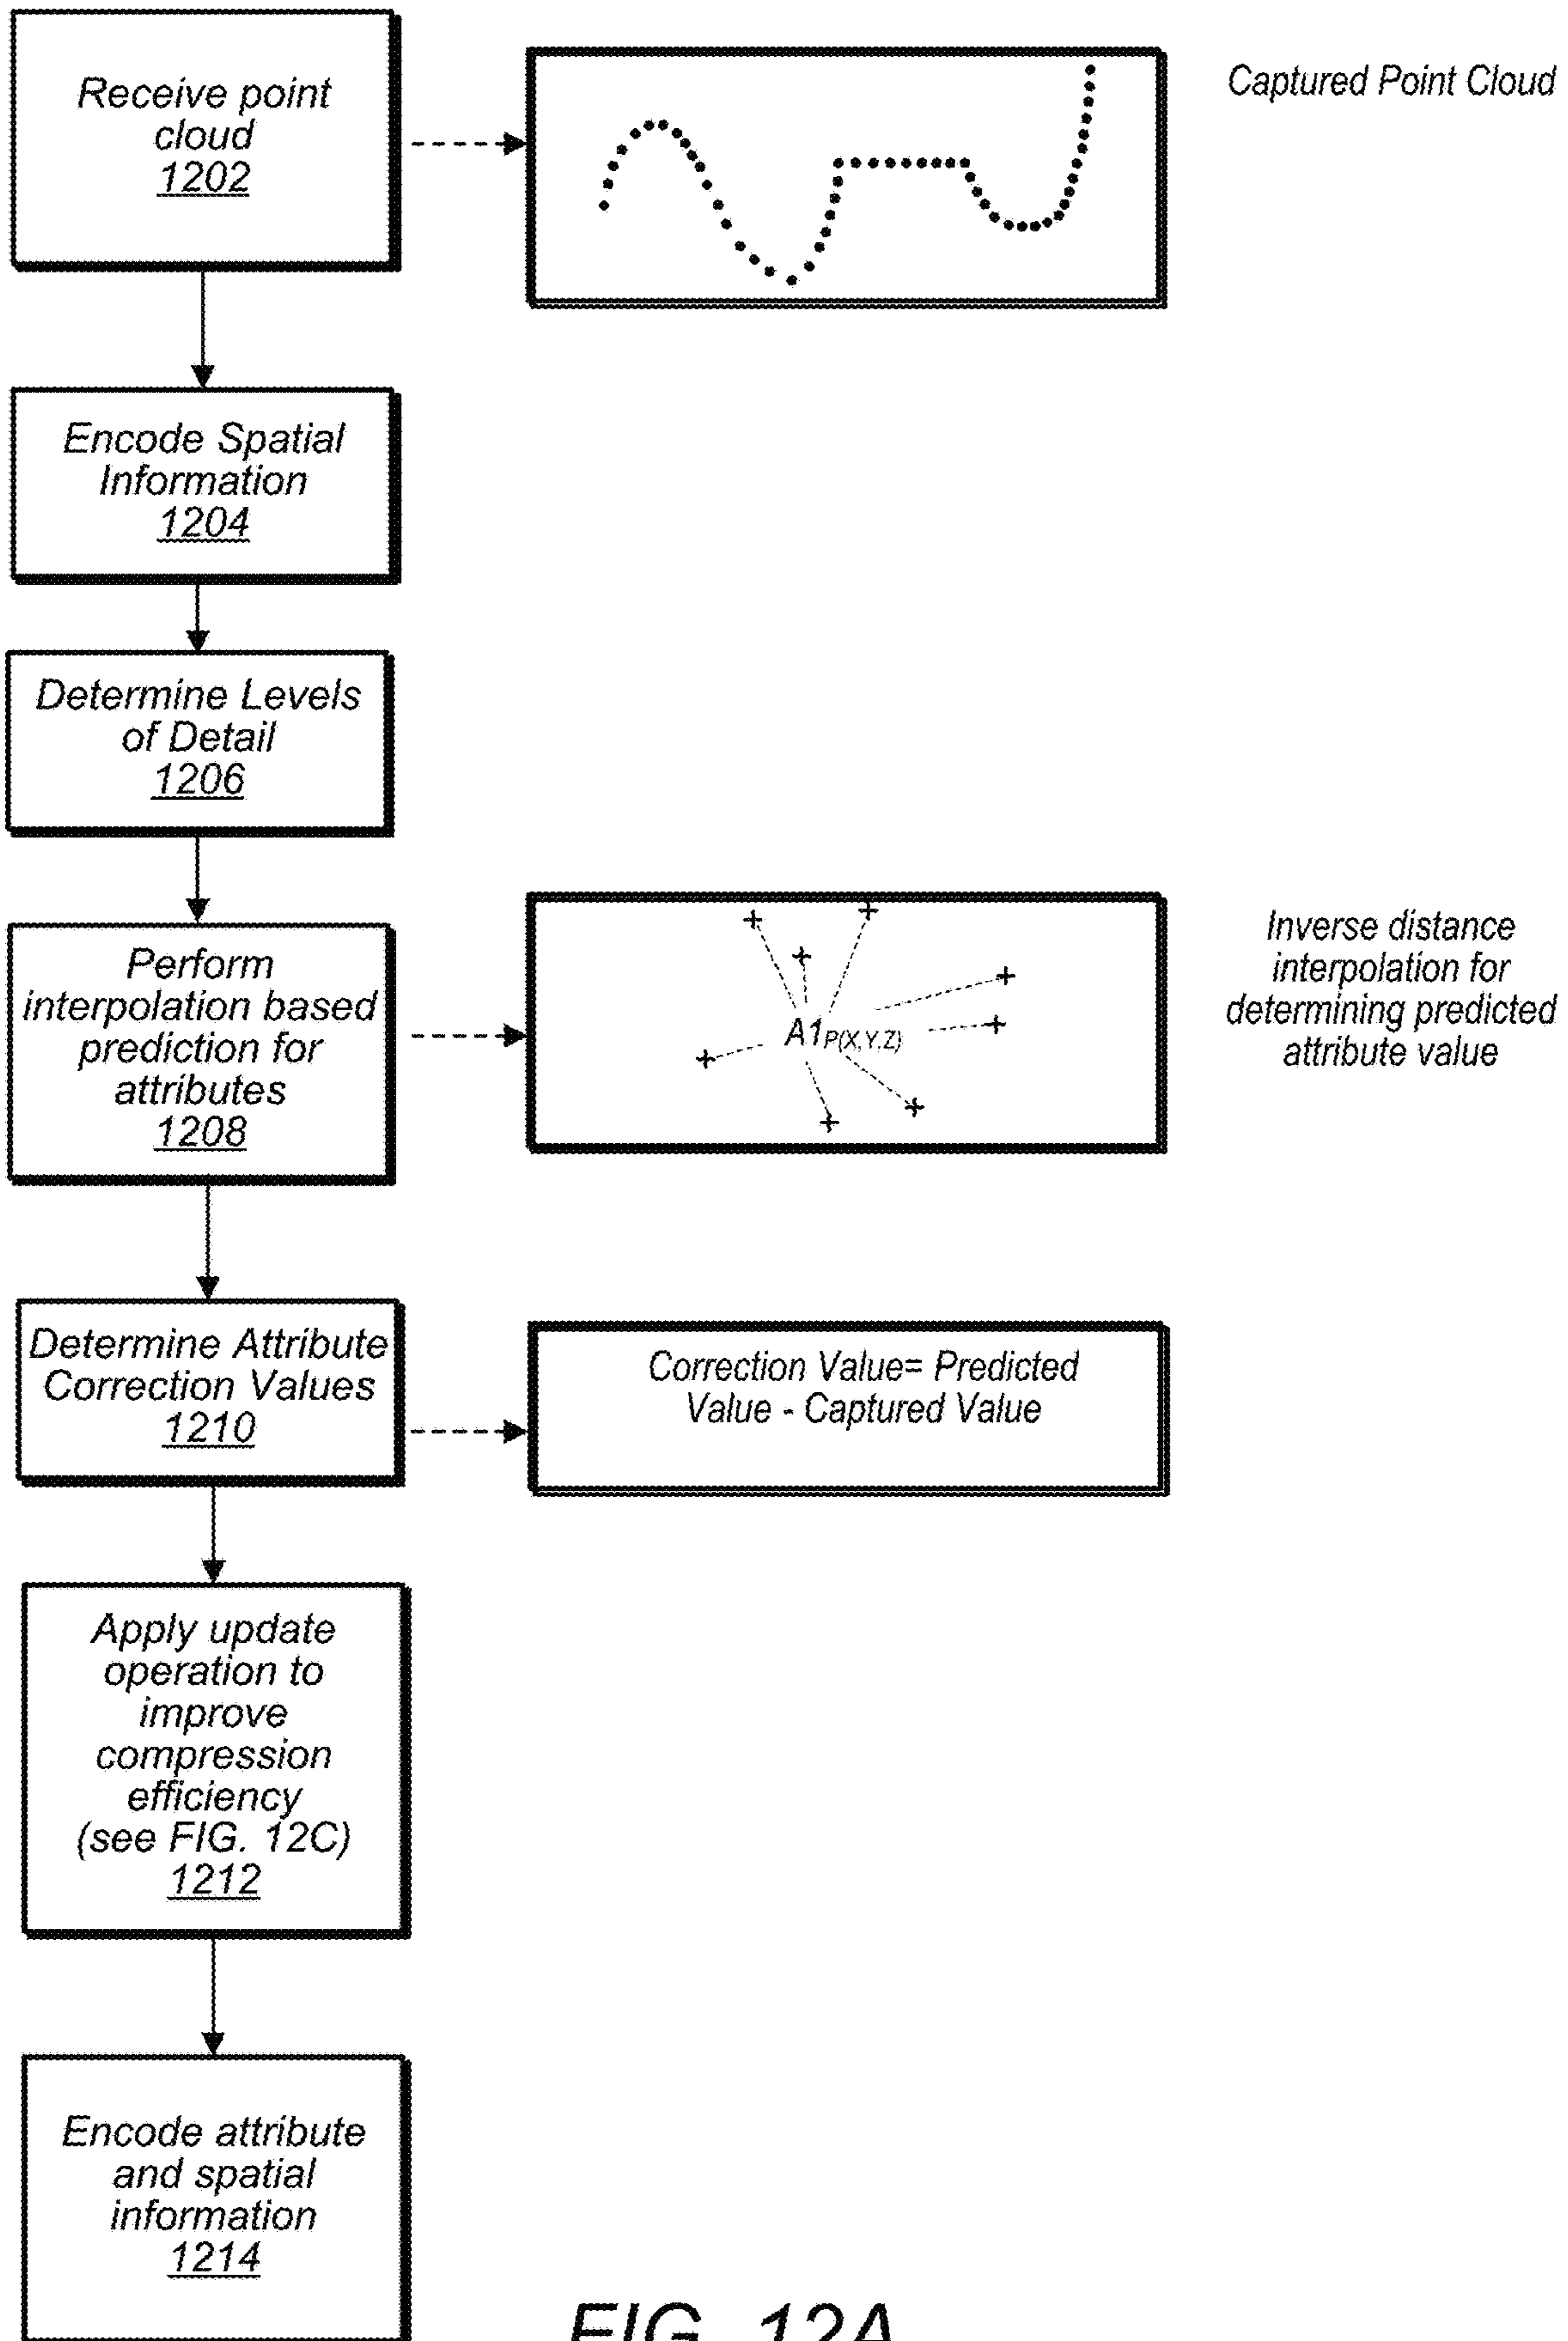 Receive point
cloud
1202
Captured Point Cloud
Encode Spatial
Information
1204
Determine Levels
of Detail
1206
Perform
interpolation based
prediction for
attributes
1208
A1P(X,Y,Z)
Inverse distance
interpolation for
determining predicted
attribute value
Determine Attribute
Correction Values
1210
Correction Value= Predicted
Value - Captured Value
Apply update
operation to
improve
compression
efficiency
(see FIG. 12C)
1212
Encode attribute
and spatial
information
1214
FIG. 12A